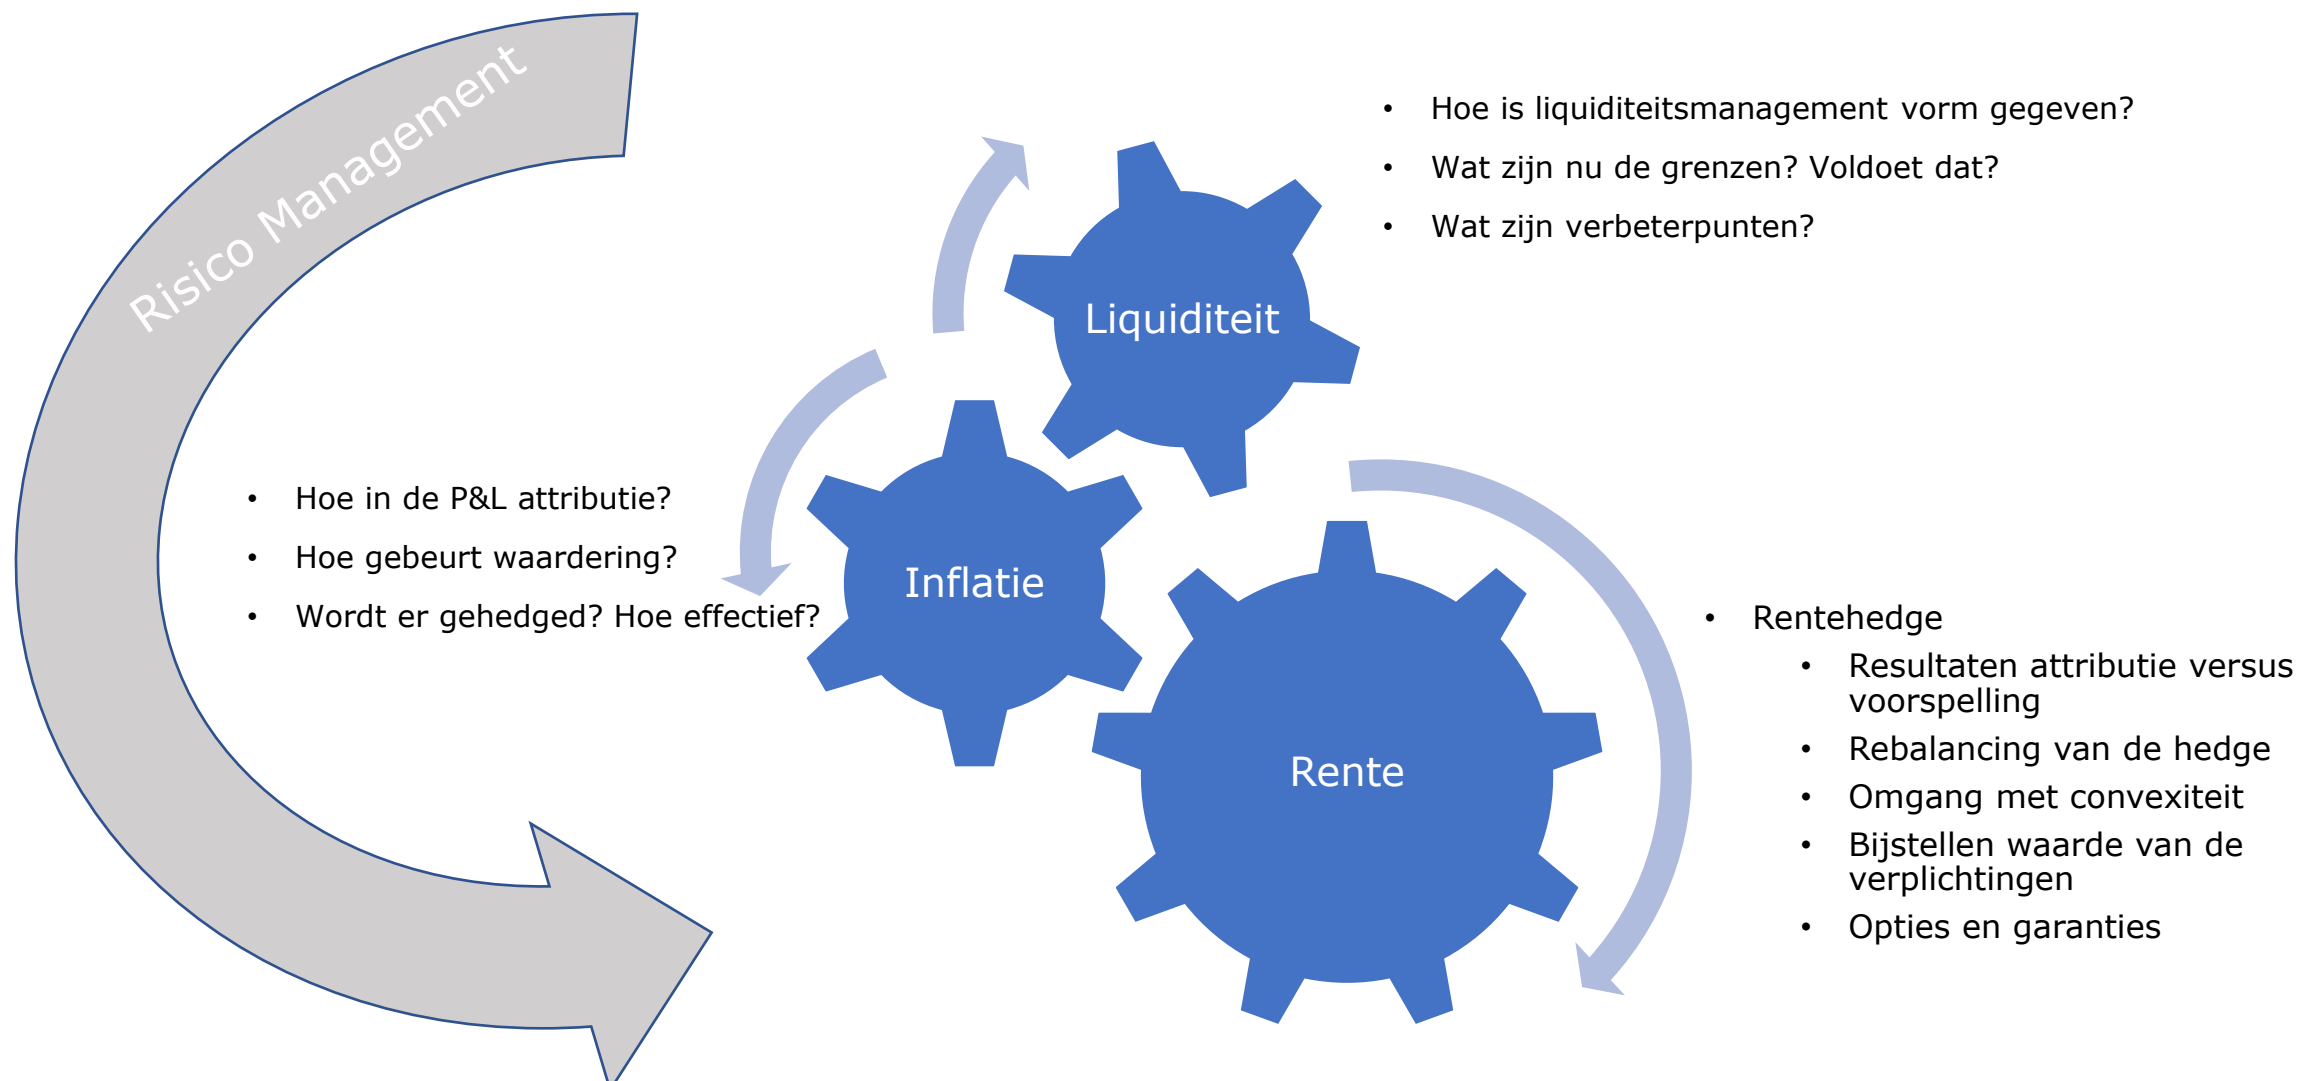 Risico Management
• Hoe is liquiditeitsmanagement vorm gegeven?
• Wat zijn nu de grenzen? Voldoet dat?
• Wat zijn verbeterpunten?
Liquiditeit
• Hoe in de P&L attributie?
• Hoe gebeurt waardering?
• Wordt er gehedged? Hoe effectief?
Inflatie
Rente
• Rentehedge
• Resultaten attributie versus
voorspelling
• Rebalancing van de hedge
• Omgang met convexiteit
• Bijstellen waarde van de
verplichtingen
• Opties en garanties